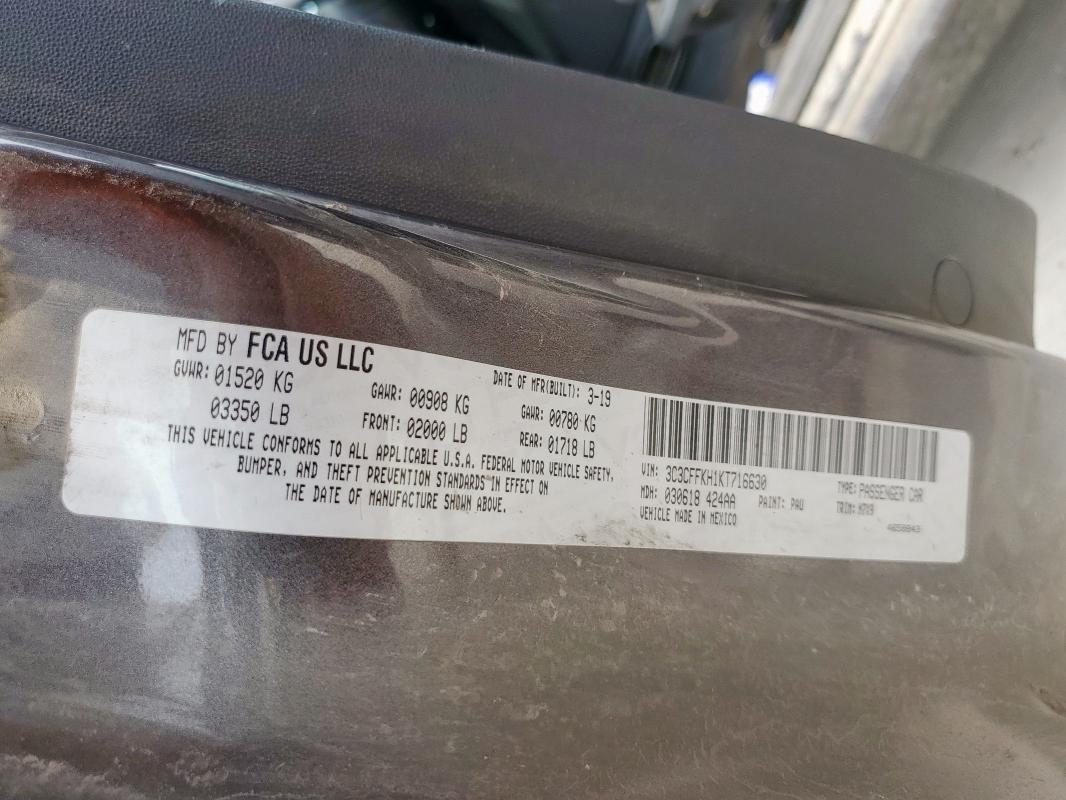 MFD BY FCA US LLC
DATE OF MFR(BUILT): 3-19
GVWR: 01520 KG
GAWR: 00908 KG
GAWR: 00780 KG
03350 LB
FRONT: 02000 LB
REAR: 01718 LB
THIS VEHICLE CONFORMS TO ALL APPLICABLE U.S.A. FEDERAL MOTOR VEHICLE SAFETY,
BUMPER, AND THEFT PREVENTION STANDARDS IN EFFECT ON
THE DATE OF MANUFACTURE SHOWN ABOVE.
VIN: 3C3CFFKH1KT716630
TYPE: PASSENGER CAR
MDH: 030618 424AA
PAINT: PAU
TRIM:
VEHICLE MADE IN MEXICO